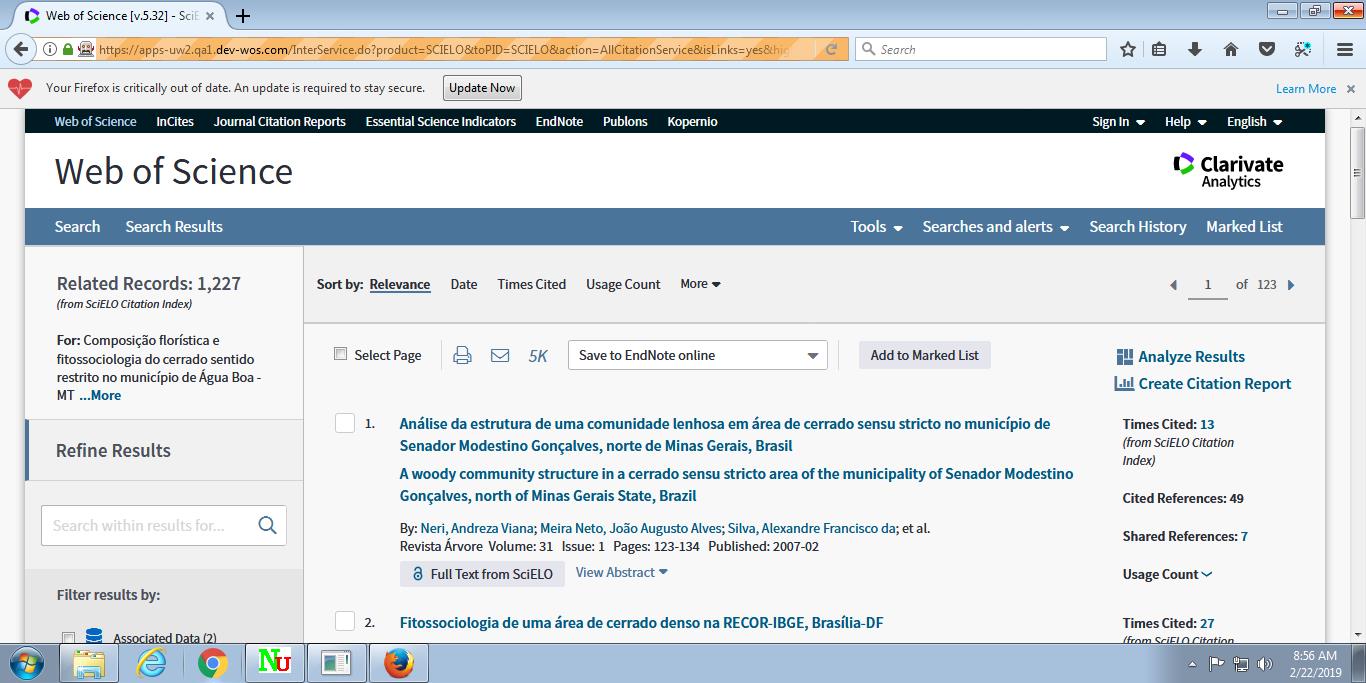 Web of Science [v.5.32] - SciE
https://apps-uw2.qa1.dev-wos.com/InterService.do?product=SCIELO&toPID=SCIELO&action=AllCitationService&isLinks=yes&hig
Search
Your Firefox is critically out of date. An update is required to stay secure. Update Now Learn More
Web of Science InCites Journal Citation Reports Essential Science Indicators EndNote Publons Kopernio Sign In Help English
Web of Science
Clarivate
Analytics
Search Search Results Tools Searches and alerts Search History Marked List
Related Records: 1,227
(from SciELO Citation Index)
For: Composição florística e
fitossociologia do cerrado sentido
restrito no município de Água Boa -
MT ...More
Refine Results
Search within results for...
Filter results by:
Associated Data (2)
Sort by: Relevance Date Times Cited Usage Count More 1 of 123
Select Page 5K Save to EndNote online Add to Marked List
Analyze Results
Create Citation Report
1. Análise da estrutura de uma comunidade lenhosa em área de cerrado sensu stricto no município de
Senador Modestino Gonçalves, norte de Minas Gerais, Brasil
A woody community structure in a cerrado sensu stricto area of the municipality of Senador Modestino
Gonçalves, north of Minas Gerais State, Brazil
By: Neri, Andreza Viana; Meira Neto, João Augusto Alves; Silva, Alexandre Francisco da; et al.
Revista Árvore Volume: 31 Issue: 1 Pages: 123-134 Published: 2007-02
Full Text from SciELO View Abstract
Times Cited: 13
(from SciELO Citation
Index)
Cited References: 49
Shared References: 7
Usage Count
2. Fitossociologia de uma área de cerrado denso na RECOR-IBGE, Brasília-DF
Times Cited: 27
(from SciELO Citation
NU
8:56 AM
2/22/2019